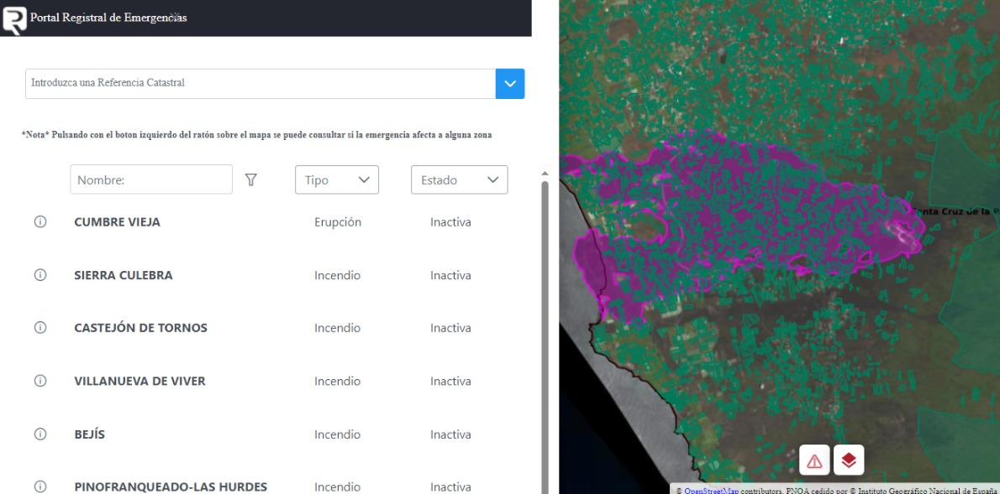 Portal Registral de Emergencias
Introduzca una Referencia Catastral
*Nota* Pulsando con el boton izquierdo del ratón sobre el mapa se puede consultar si la emergencia afecta a alguna zona
Nombre: Tipo Estado
CUMBRE VIEJA Erupción Inactiva
SIERRA CULEBRA Incendio Inactiva
CASTEJÓN DE TORNOS Incendio Inactiva
VILLANUEVA DE VIVER Incendio Inactiva
BEJÍS Incendio Inactiva
PINOFRANQUEADO-LAS HURDES Incendio Inactiva
Santa Cruz de la P
© OpenStreetMap contributors, PNOA cedido por © Instituto Geográfico Nacional de España